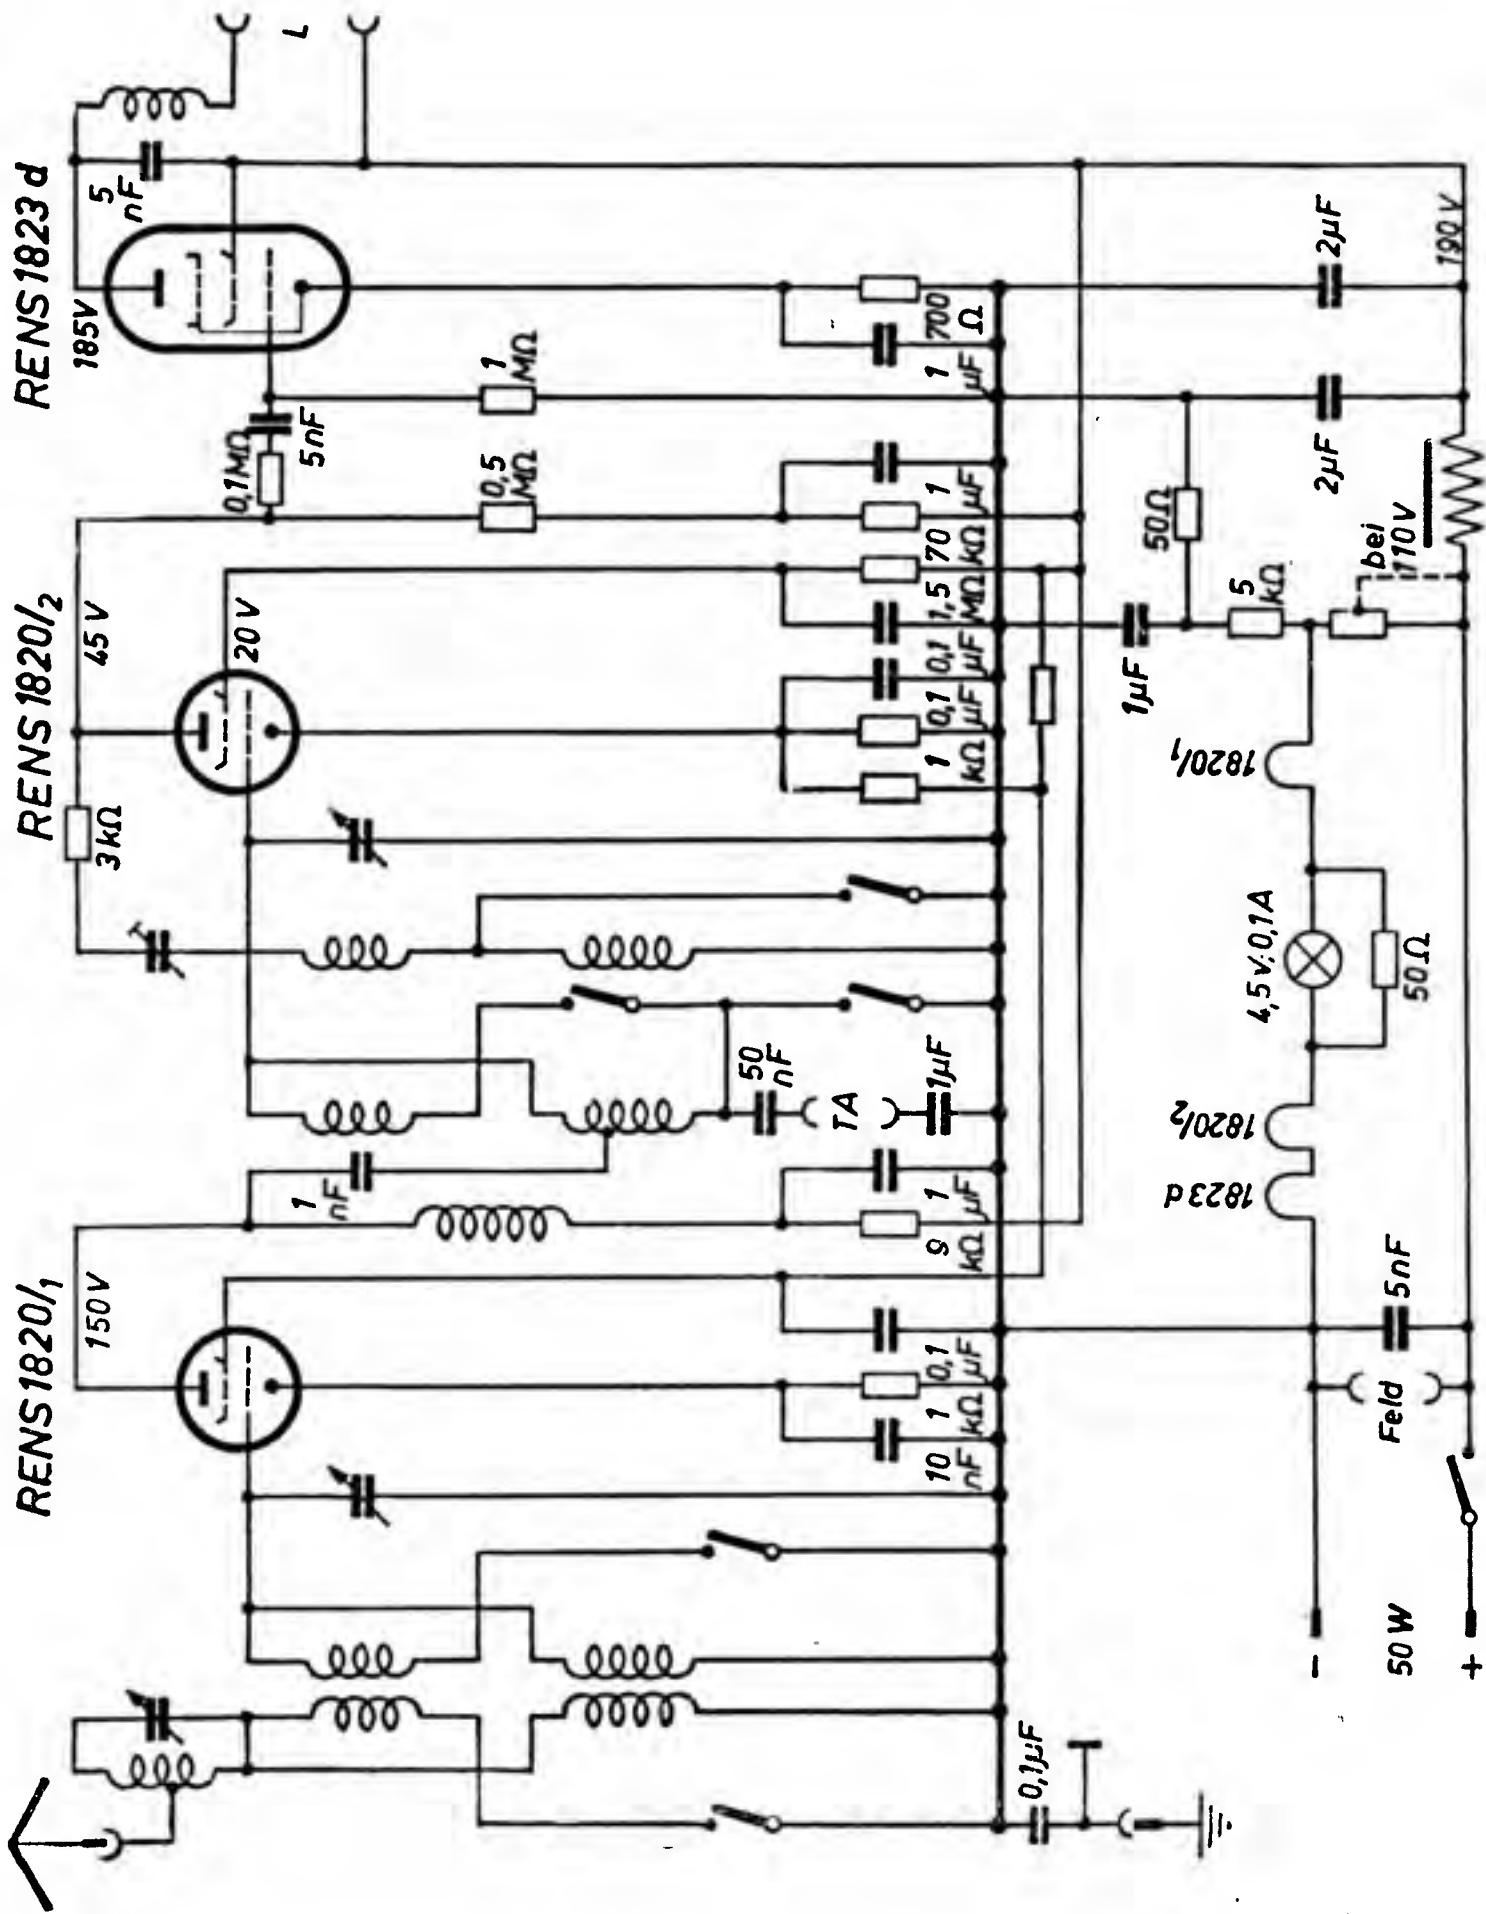 RENS1820/1
RENS1820/2
RENS1823d
150V
45V
20V
185V
L
5
nF
3kΩ
0,1MΩ
5nF
1
MΩ
0,5
MΩ
1
nF
50
nF
TA
1µF
10
nF
1
kΩ
0,1
µF
9
kΩ
1
µF
1
kΩ
0,1
µF
0,1
µF
1,5
MΩ
70
kΩ
1
µF
1
µF
700
Ω
0,1µF
1µF
50Ω
5
kΩ
bei
110V
2µF
2µF
190V
1823d
1820/2
4,5V;0,1A
50Ω
1820/1
5nF
Feld
-
50W
+